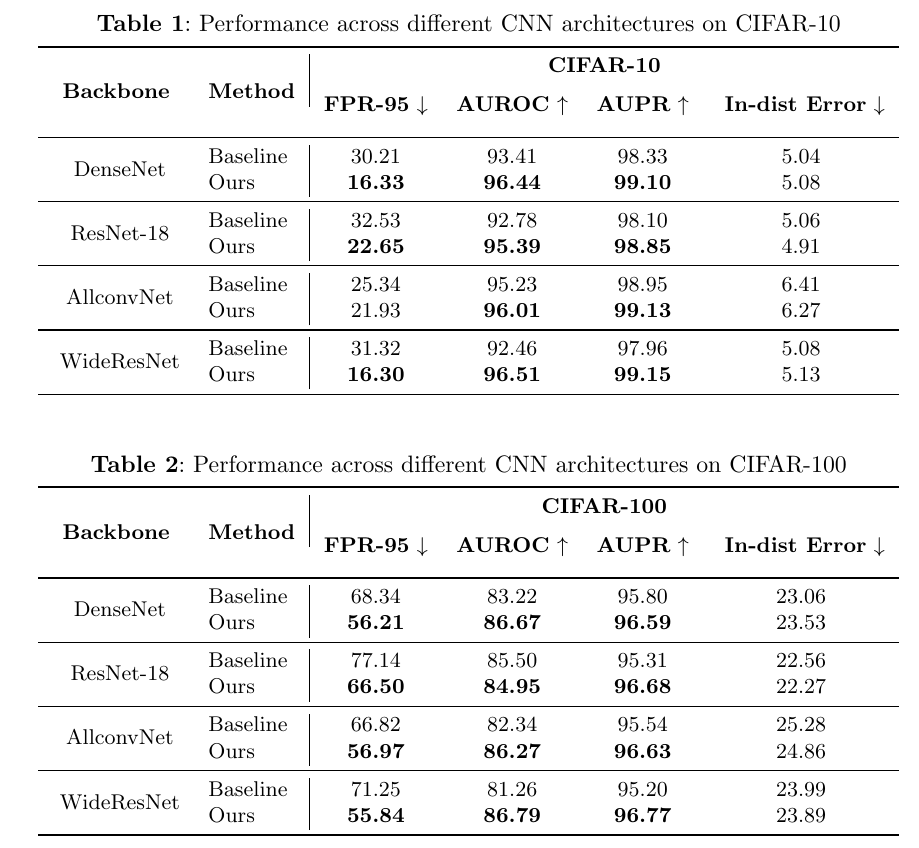 Table 1: Performance across different CNN architectures on CIFAR-10
Backbone Method CIFAR-10
FPR-95 ↓ AUROC ↑ AUPR ↑ In-dist Error ↓
DenseNet Baseline 30.21 93.41 98.33 5.04
Ours 16.33 96.44 99.10 5.08
ResNet-18 Baseline 32.53 92.78 98.10 5.06
Ours 22.65 95.39 98.85 4.91
AllconvNet Baseline 25.34 95.23 98.95 6.41
Ours 21.93 96.01 99.13 6.27
WideResNet Baseline 31.32 92.46 97.96 5.08
Ours 16.30 96.51 99.15 5.13
Table 2: Performance across different CNN architectures on CIFAR-100
Backbone Method CIFAR-100
FPR-95 ↓ AUROC ↑ AUPR ↑ In-dist Error ↓
DenseNet Baseline 68.34 83.22 95.80 23.06
Ours 56.21 86.67 96.59 23.53
ResNet-18 Baseline 77.14 85.50 95.31 22.56
Ours 66.50 84.95 96.68 22.27
AllconvNet Baseline 66.82 82.34 95.54 25.28
Ours 56.97 86.27 96.63 24.86
WideResNet Baseline 71.25 81.26 95.20 23.99
Ours 55.84 86.79 96.77 23.89